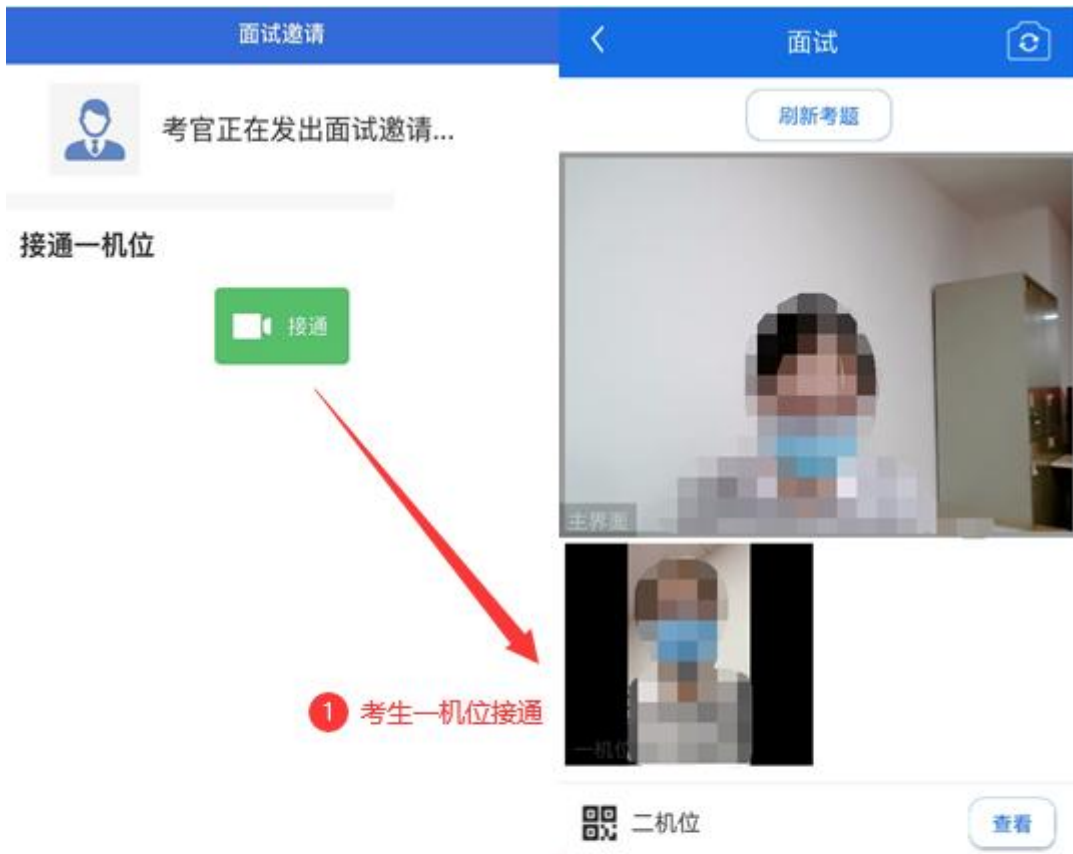 面试邀请
考官正在发出面试邀请...
接通一机位
接通
1 考生一机位接通
面试
刷新考题
主界面
一机位
二机位
查看